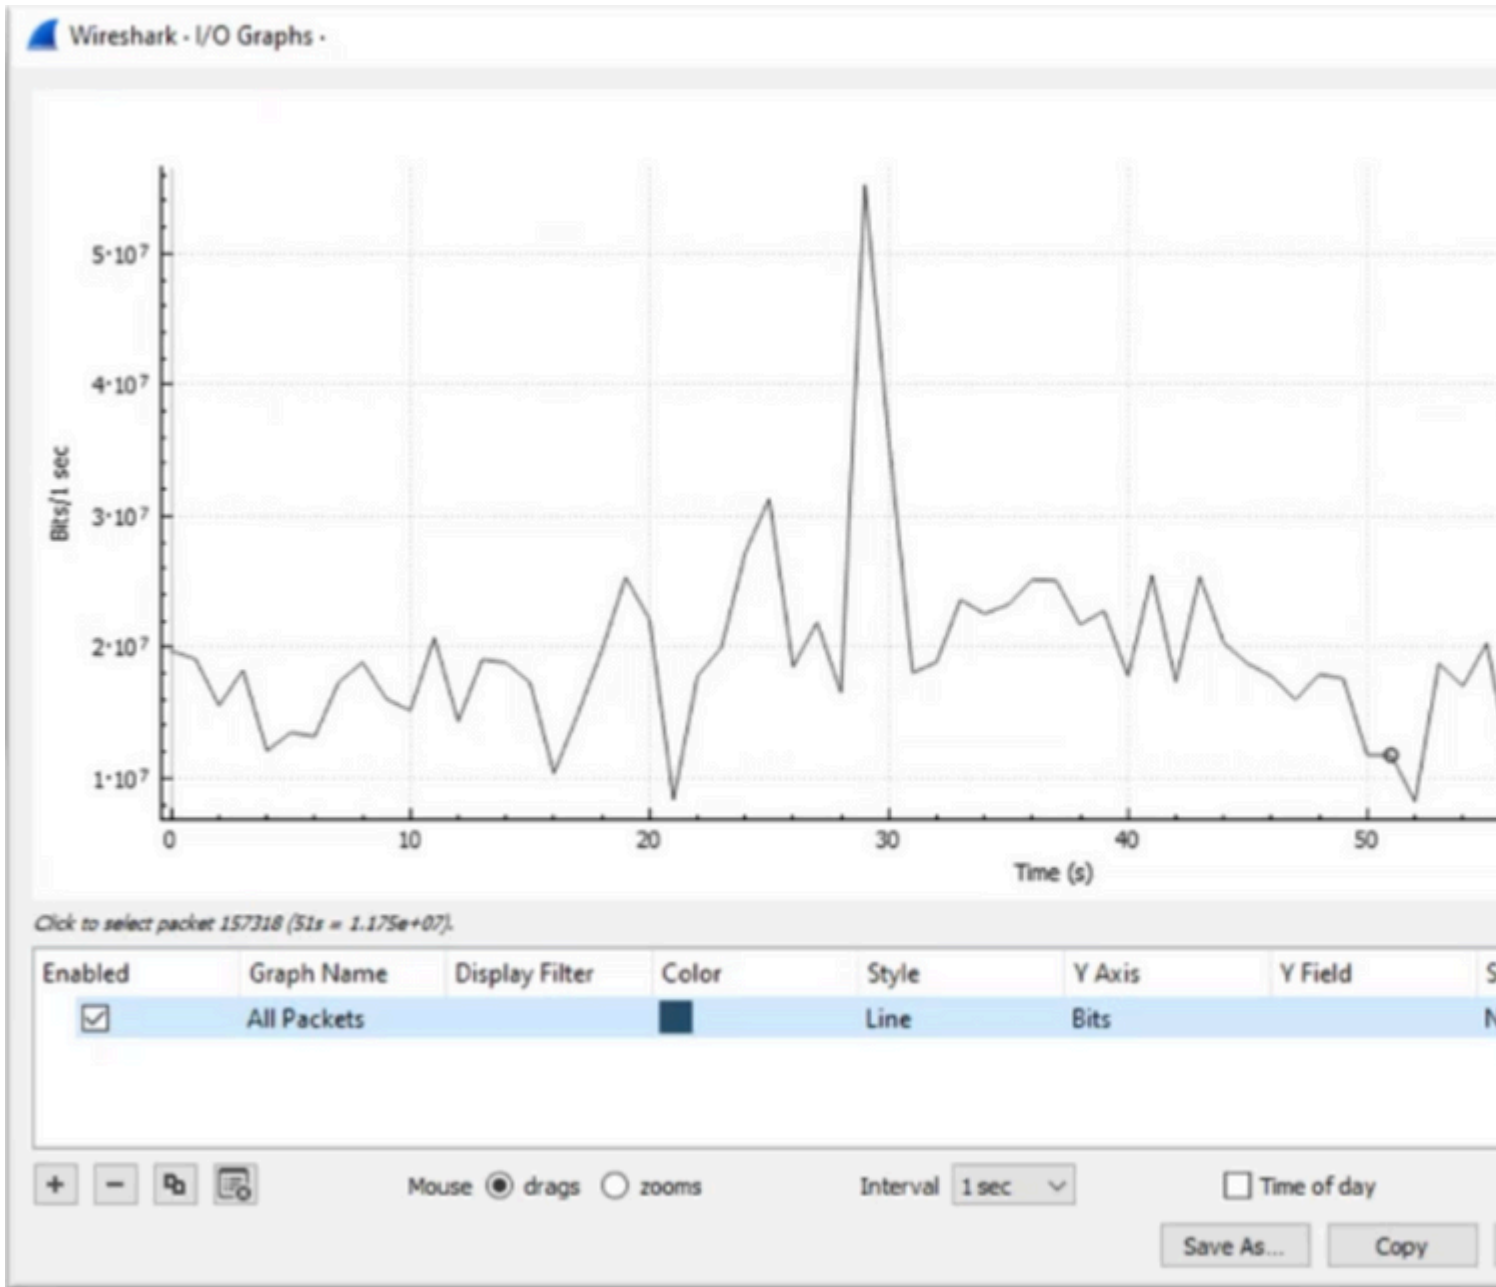 Wireshark · I/O Graphs ·
5·10⁷
4·10⁷
3·10⁷
2·10⁷
1·10⁷
Bits/1 sec
0 10 20 30 40 50
Time (s)
Click to select packet 157318 (51s = 1.175e+07).
Enabled Graph Name Display Filter Color Style Y Axis Y Field S
All Packets Line Bits N
+ −
Mouse drags zooms Interval 1 sec Time of day
Save As... Copy